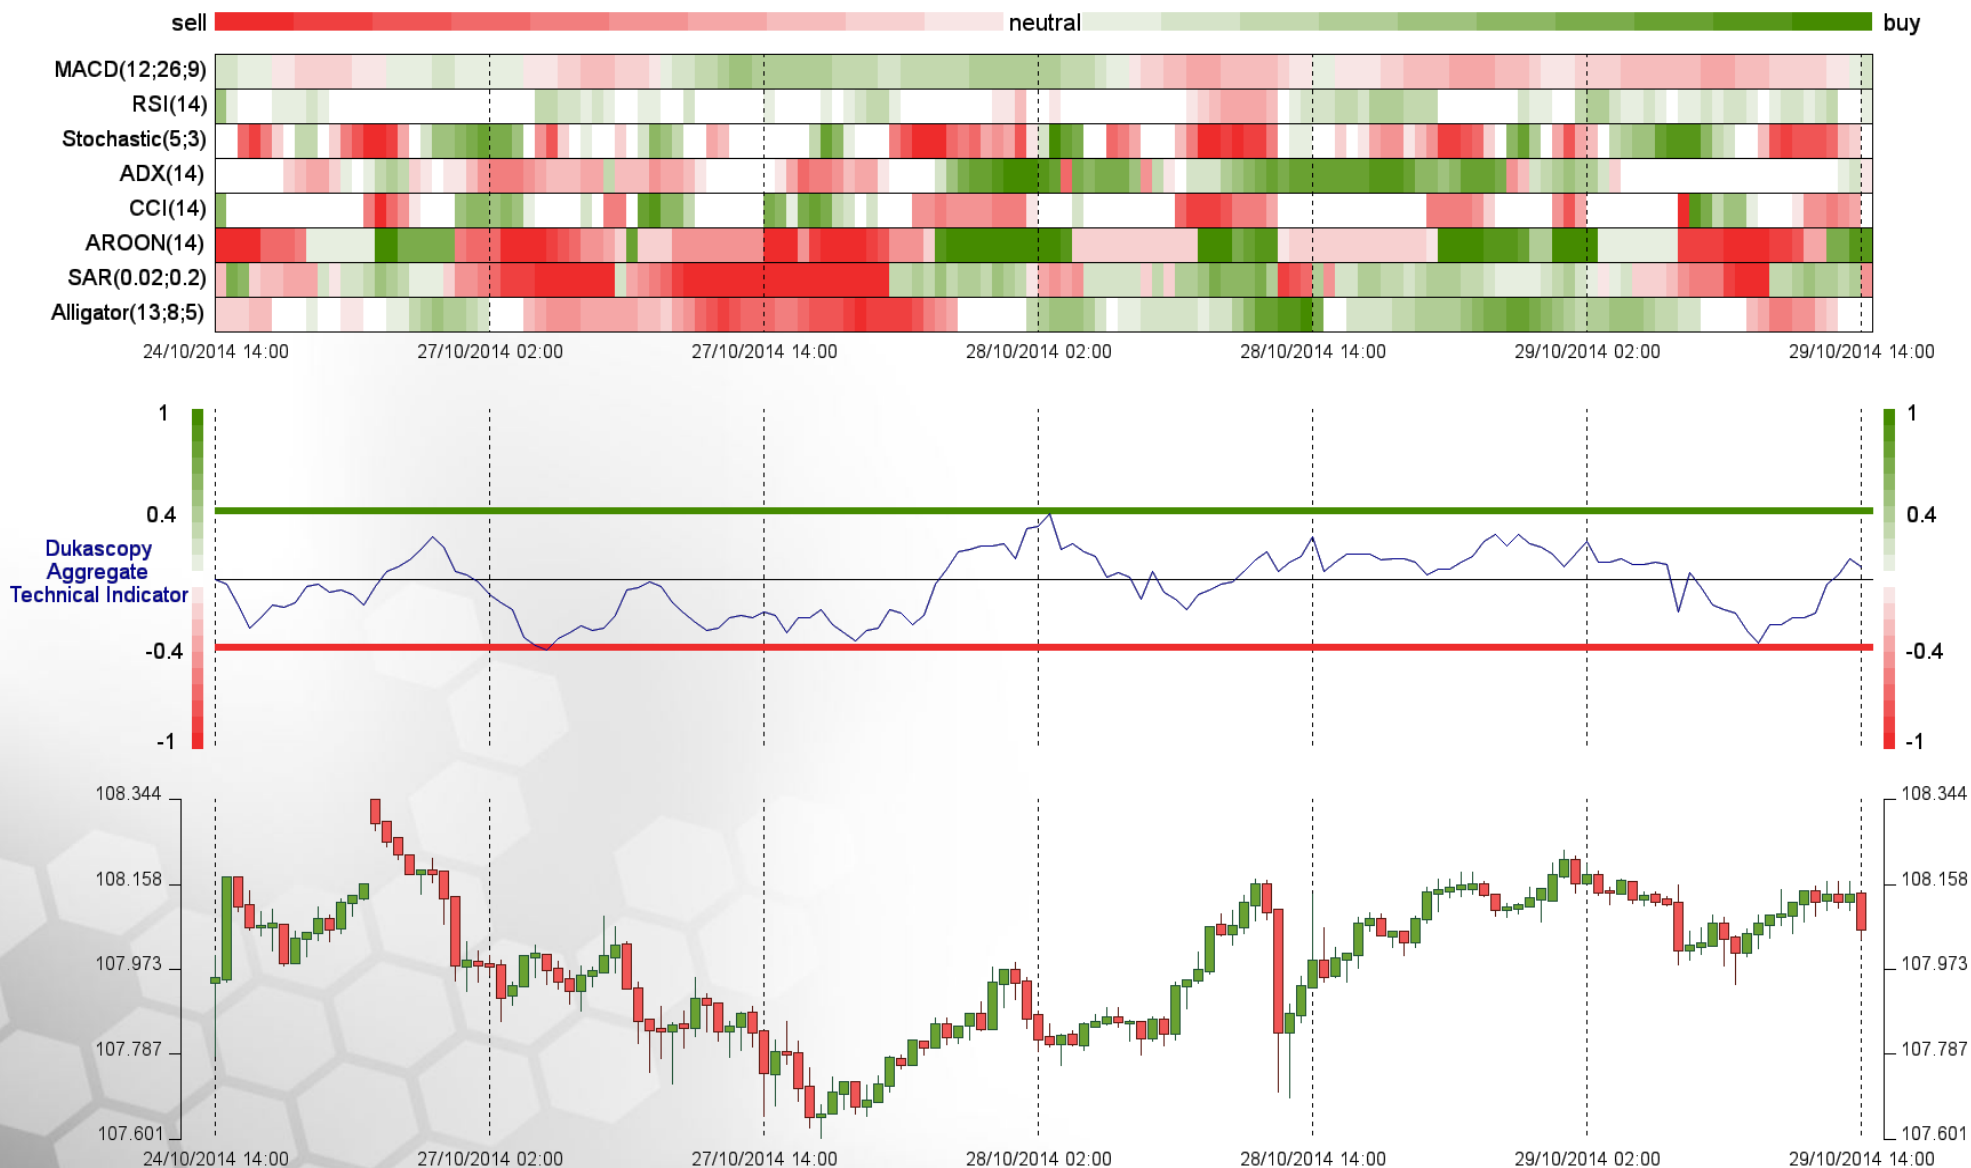 sell neutral buy
MACD(12;26;9)
RSI(14)
Stochastic(5;3)
ADX(14)
CCI(14)
AROON(14)
SAR(0.02;0.2)
Alligator(13;8;5)
24/10/2014 14:00 27/10/2014 02:00 27/10/2014 14:00 28/10/2014 02:00 28/10/2014 14:00 29/10/2014 02:00 29/10/2014 14:00
1 1
0.4 0.4
Dukascopy
Aggregate
Technical Indicator
-0.4 -0.4
-1 -1
108.344 108.344
108.158 108.158
107.973 107.973
107.787 107.787
107.601 107.601
24/10/2014 14:00 27/10/2014 02:00 27/10/2014 14:00 28/10/2014 02:00 28/10/2014 14:00 29/10/2014 02:00 29/10/2014 14:00